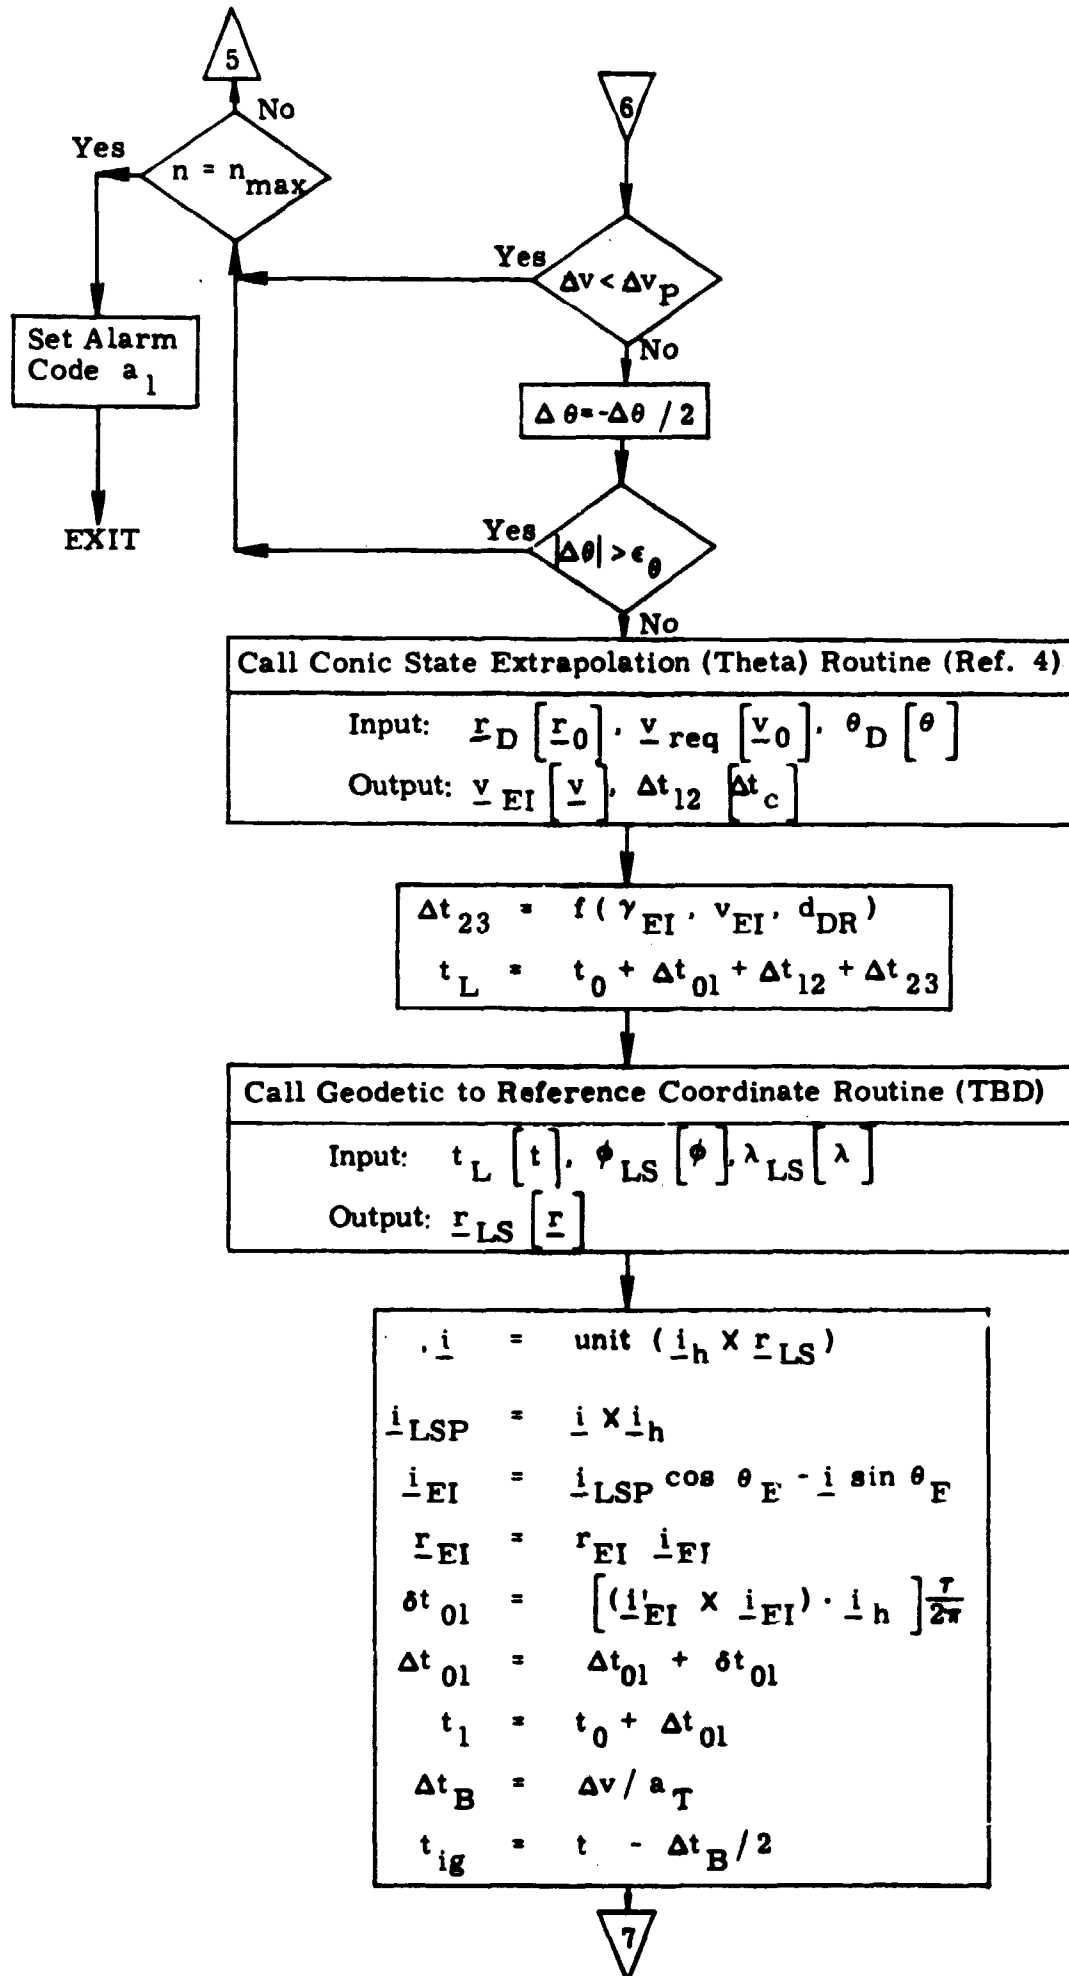 5
No
6
Yes
n = n_max
Yes
Δv < Δv_P
No
Set Alarm
Code a_1
Δθ = -Δθ / 2
EXIT
Yes
|Δθ| > ϵ_θ
No
Call Conic State Extrapolation (Theta) Routine (Ref. 4)
Input: r_D [r_0], v_req [v_0], θ_D [θ]
Output: v_EI [v], Δt_12 [Δt_c]
Δt_23 = f ( γ_EI, v_EI, d_DR )
t_L = t_0 + Δt_01 + Δt_12 + Δt_23
Call Geodetic to Reference Coordinate Routine (TBD)
Input: t_L [t], φ_LS [φ], λ_LS [λ]
Output: r_LS [r]
i = unit ( i_h X r_LS )
i_LSP = i X i_h
i_EI = i_LSP cos θ_E - i sin θ_E
r_EI = r_EI i_EI
δt_01 = [(i'_EI X i_EI) · i_h] τ/2π
Δt_01 = Δt_01 + δt_01
t_1 = t_0 + Δt_01
Δt_B = Δv / a_T
t_ig = t - Δt_B / 2
7